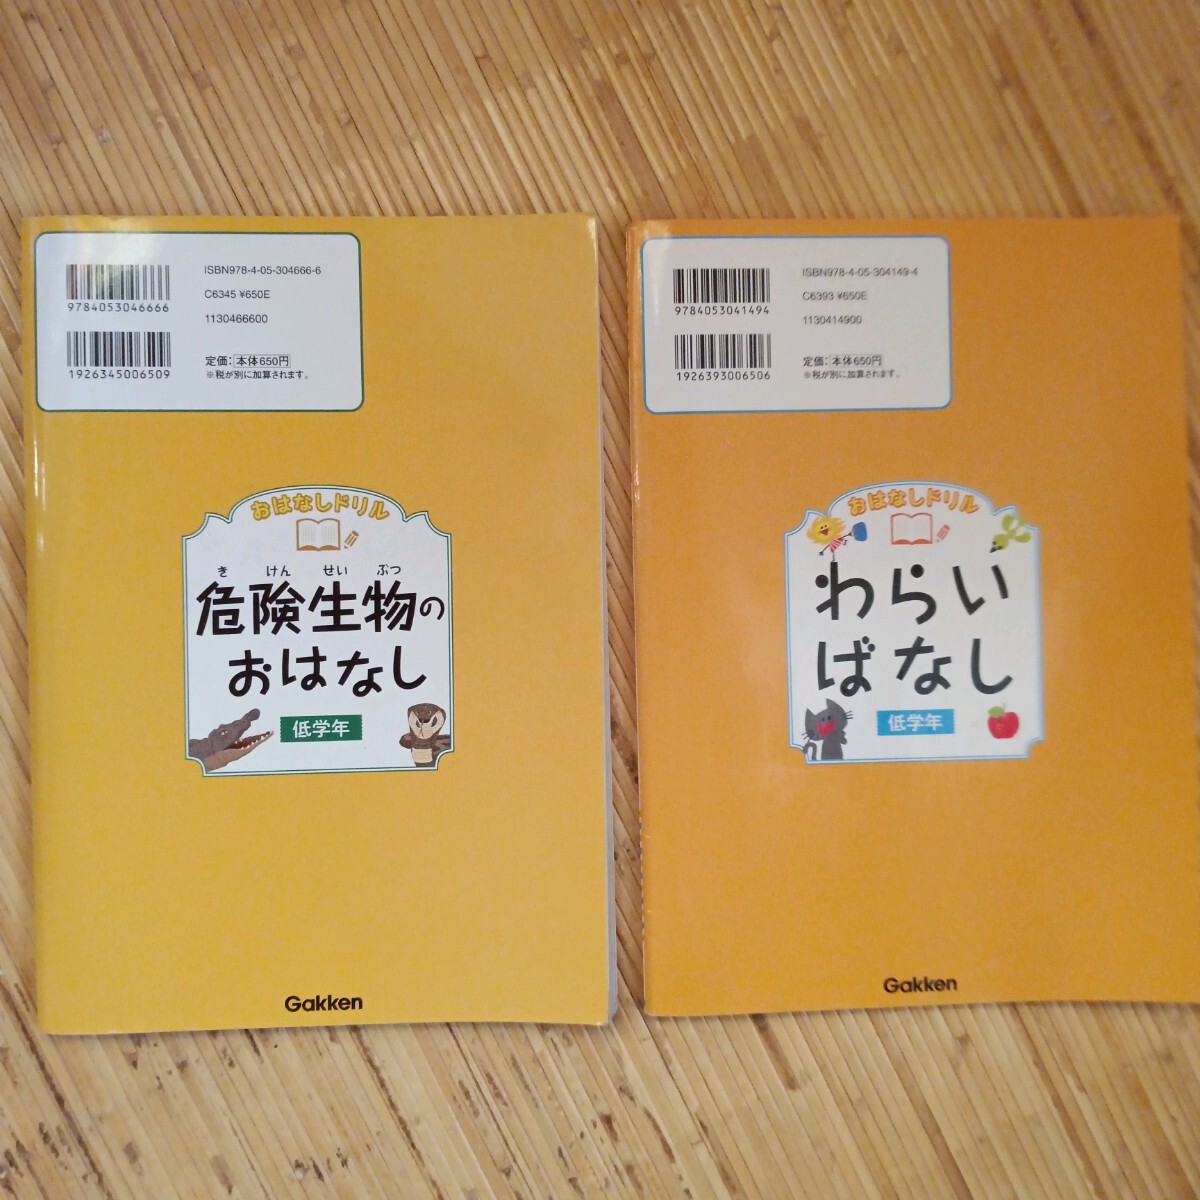 ISBN978-4-05-304666-6
9784053046666
C6345 ¥650E
1130466600
1926345006509
定価：本体650円
※税が別に加算されます。
おはなしドリル
き けん せい ぶつ
危険生物の
おはなし
低学年
Gakken
ISBN978-4-05-304149-4
9784053041494
C6393 ¥650E
1130414900
1926393006506
定価：本体650円
※税が別に加算されます。
おはなしドリル
わらい
ばなし
低学年
Gakken